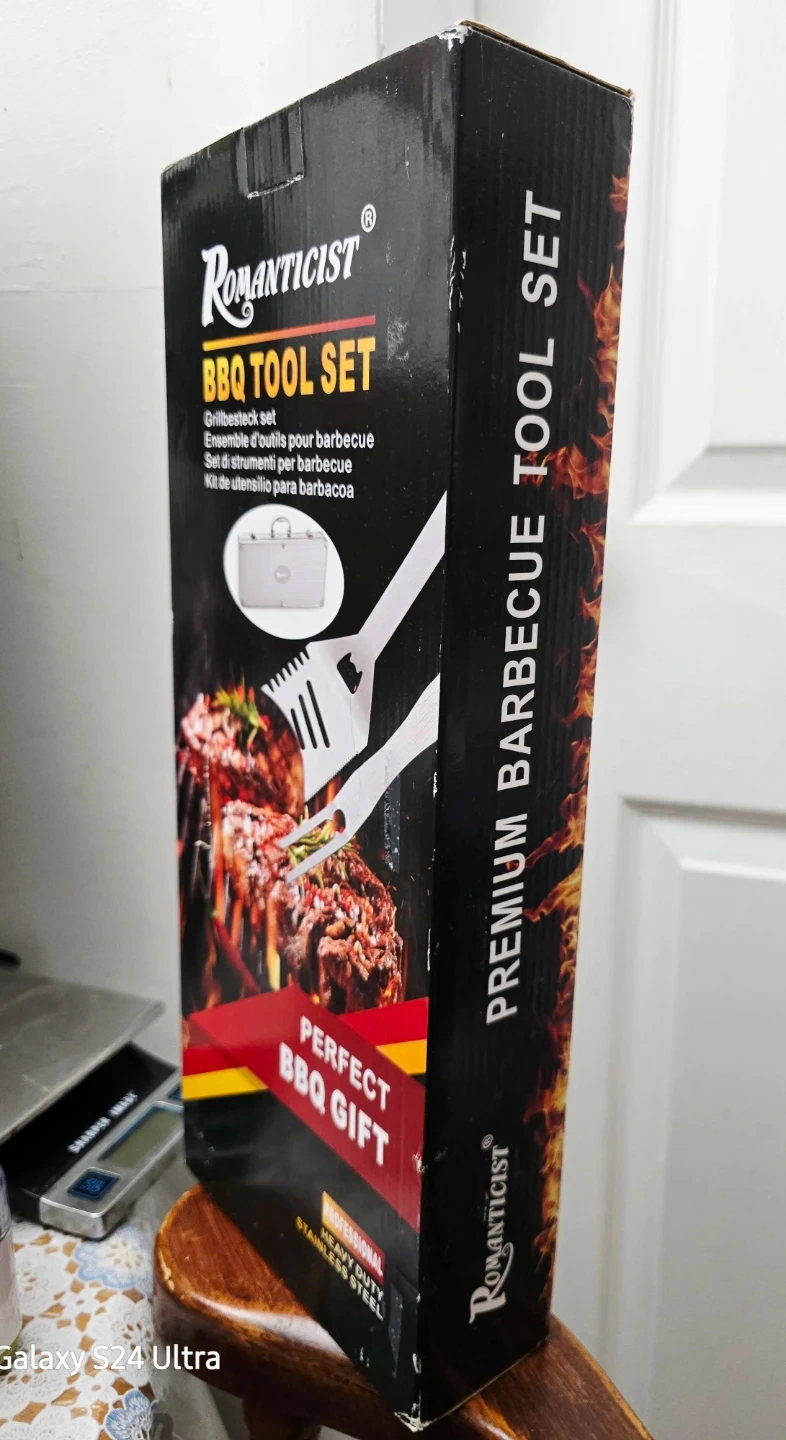 ROMANTICIST®
BBQ TOOL SET
Grillbesteck set
Ensemble d'outils pour barbecue
Set di strumenti per barbecue
Kit de utensilio para barbacoa
PERFECT
BBQ GIFT
PROFESSIONAL
HEAVY DUTY
STAINLESS STEEL
PREMIUM BARBECUE TOOL SET
ROMANTICIST®
Galaxy S24 Ultra